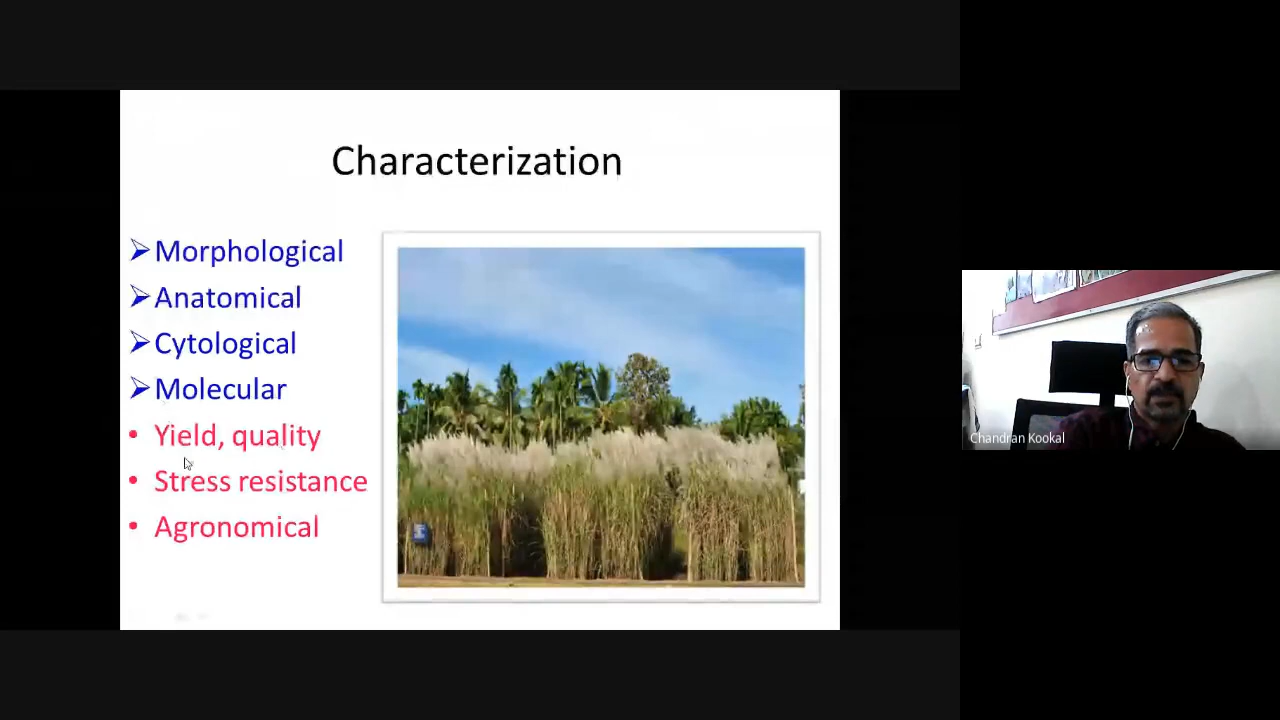 Characterization
Morphological
Anatomical
Cytological
Molecular
Yield, quality
Stress resistance
Agronomical
Chandran Kookal